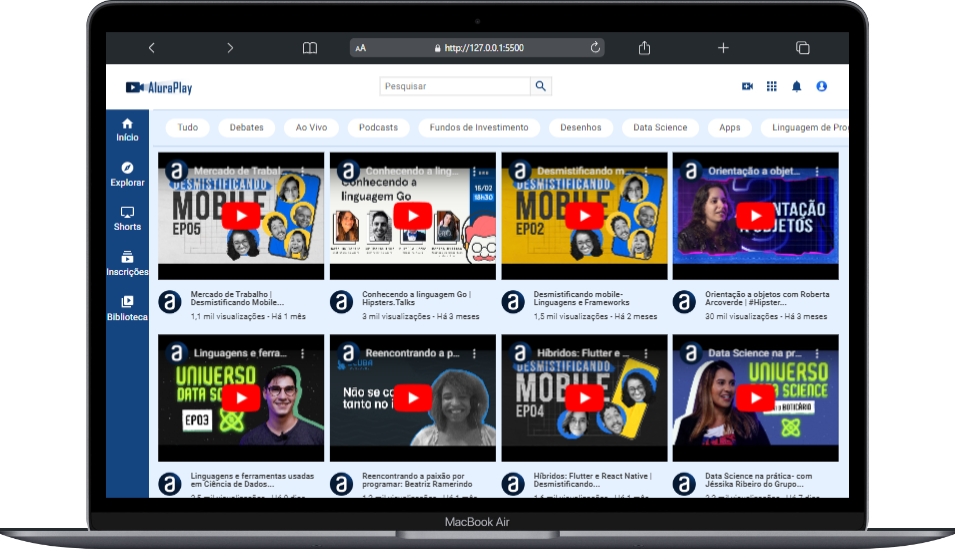 AA http://127.0.0.1:5500
AluraPlay
Pesquisar
Início
Explorar
Shorts
Inscrições
Biblioteca
Tudo Debates Ao Vivo Podcasts Fundos de Investimento Desenhos Data Science Apps Linguagem de Pro
a Mercado de Trabal...
DESMISTIFICANDO
MOBILE
EP05
a Conhecendo a ling...
Conhecendo a
linguagem Go
16/02
18h30
a Desmistificando m...
DESMISTIFICANDO
MOBILE
EP02
a Orientação a objet...
NTAÇÃO
OBJETOS
a Mercado de Trabalho |
Desmistificando Mobile...
1,1 mil visualizações - Há 1 mês
a Conhecendo a linguagem Go |
Hipsters.Talks
3 mil visualizações - Há 3 meses
a Desmistificando mobile-
Linguagens e Frameworks
1,5 mil visualizações - Há 2 meses
a Orientação a objetos com Roberta
Arcoverde | #Hipster...
30 mil visualizações - Há 3 meses
a Linguagens e ferra...
UNIVERSO
DATA SC
EP03
a Reencontrando a p...
Não se co
tanto no i
a Híbridos: Flutter e ...
DESMISTIFICANDO
MOBILE
EP04
a Data Science na pr...
UNIVERSO
DATA SCIENCE
BOTICÁRIO
a Linguagens e ferramentas usadas
em Ciência de Dados...
a Reencontrando a paixão por
programar: Beatriz Ramerindo
a Híbridos: Flutter e React Native |
Desmistificando...
a Data Science na prática- com
Jéssika Ribeiro do Grupo...
MacBook Air